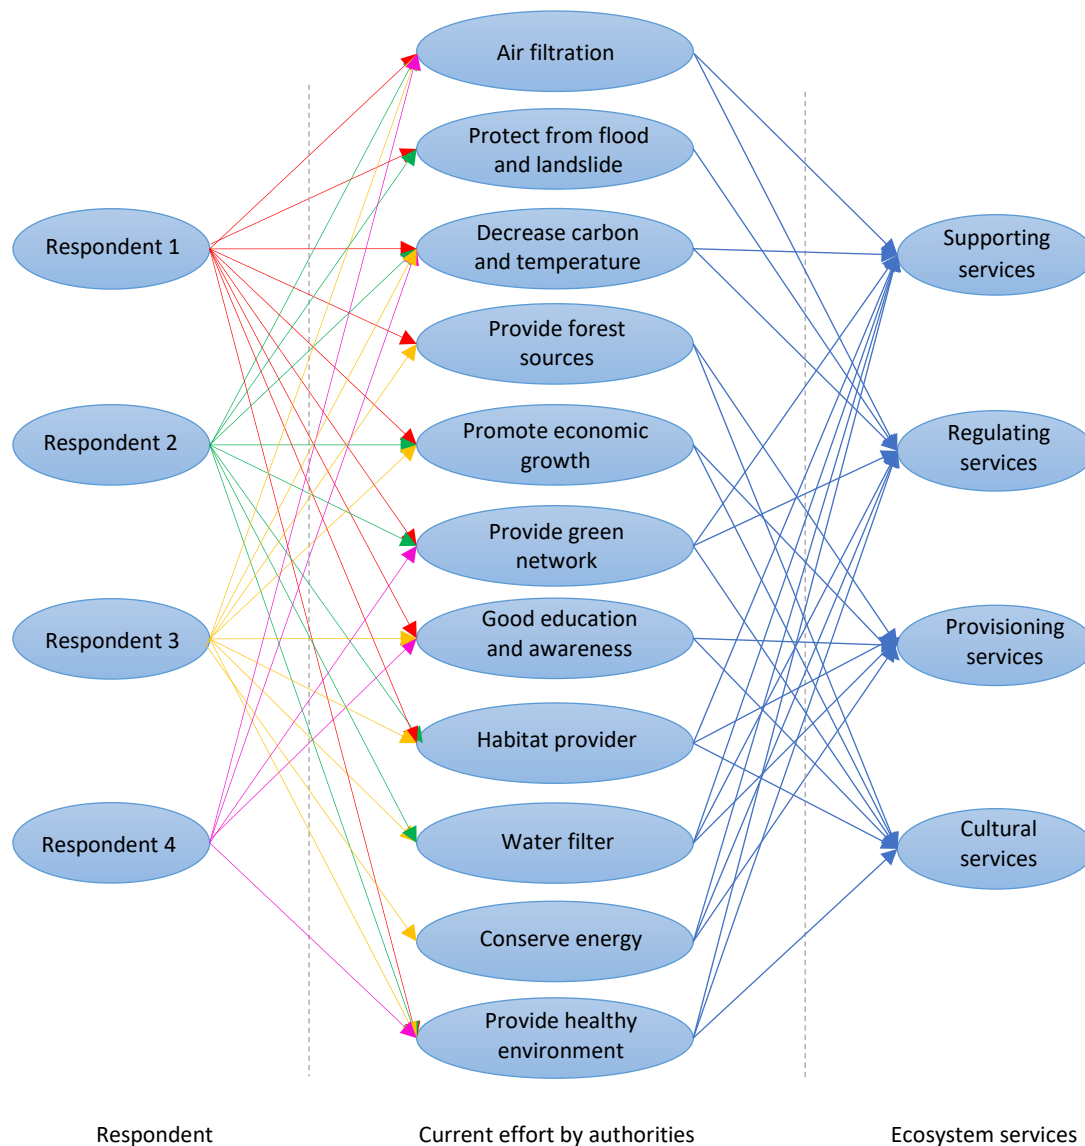 Respondent 1
Respondent 2
Respondent 3
Respondent 4
Air filtration
Protect from flood
and landslide
Decrease carbon
and temperature
Provide forest
sources
Promote economic
growth
Provide green
network
Good education
and awareness
Habitat provider
Water filter
Conserve energy
Provide healthy
environment
Supporting
services
Regulating
services
Provisioning
services
Cultural
services
Respondent
Current effort by authorities
Ecosystem services